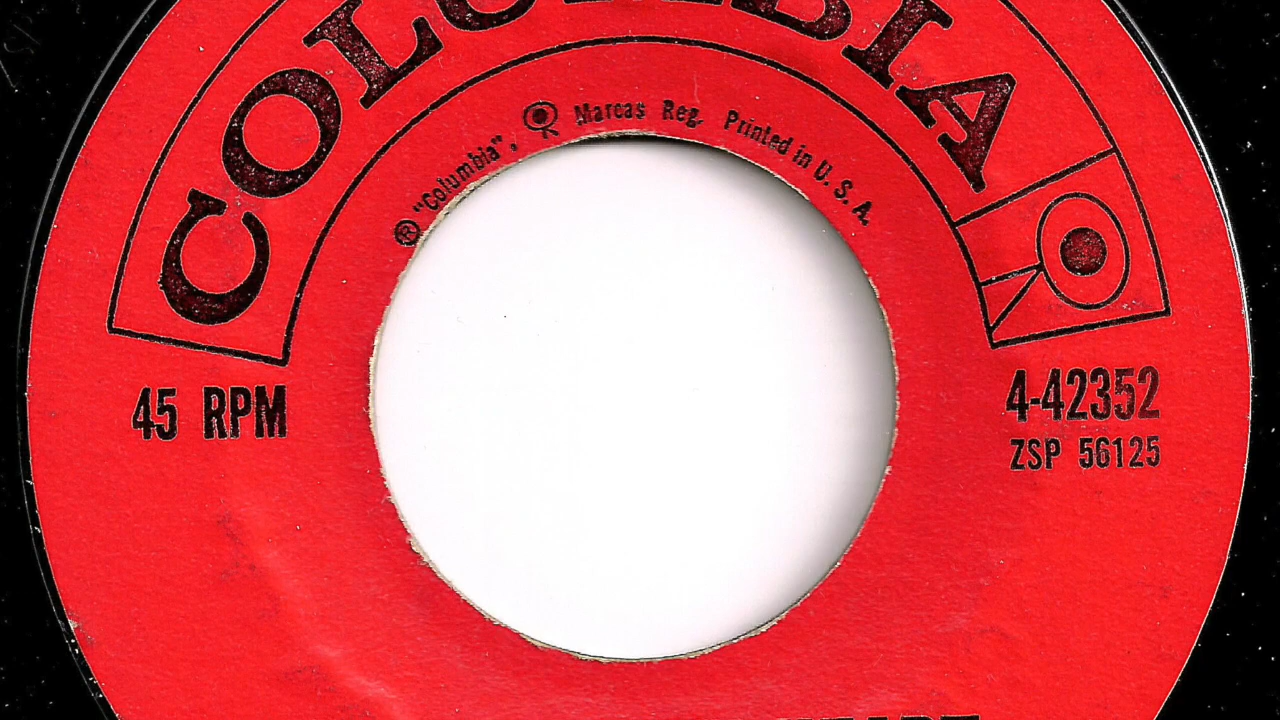 COLUMBIA
Ⓡ "Columbia", Marcas Reg. Printed in U. S. A.
45 RPM
4-42352
ZSP 56125